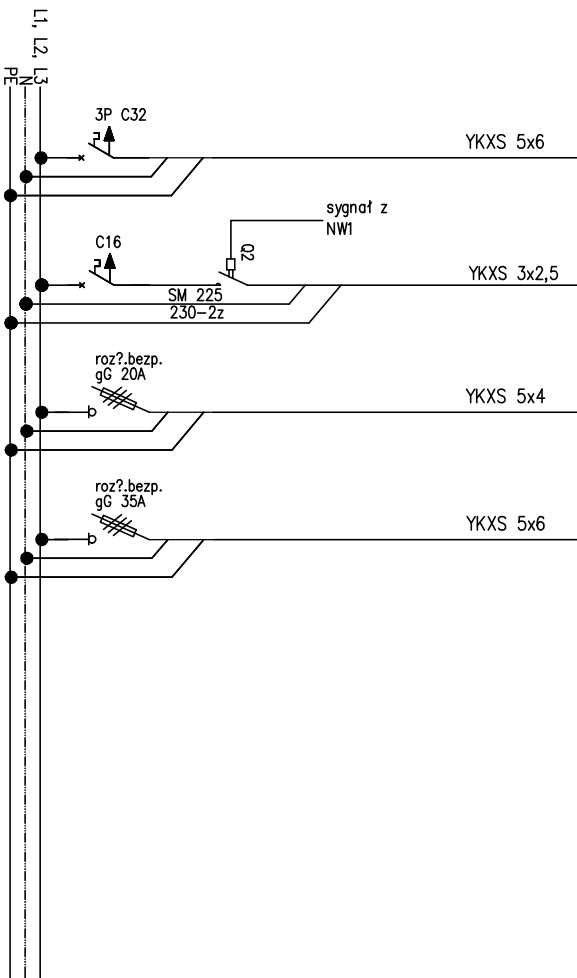 L1, L2, L3
N
PE
3P C32
YKXS 5x6
sygnał z
NW1
Q2
C16
YKXS 3x2,5
SM 225
230-2z
roz?.bezp.
gG 20A
YKXS 5x4
roz?.bezp.
gG 35A
YKXS 5x6